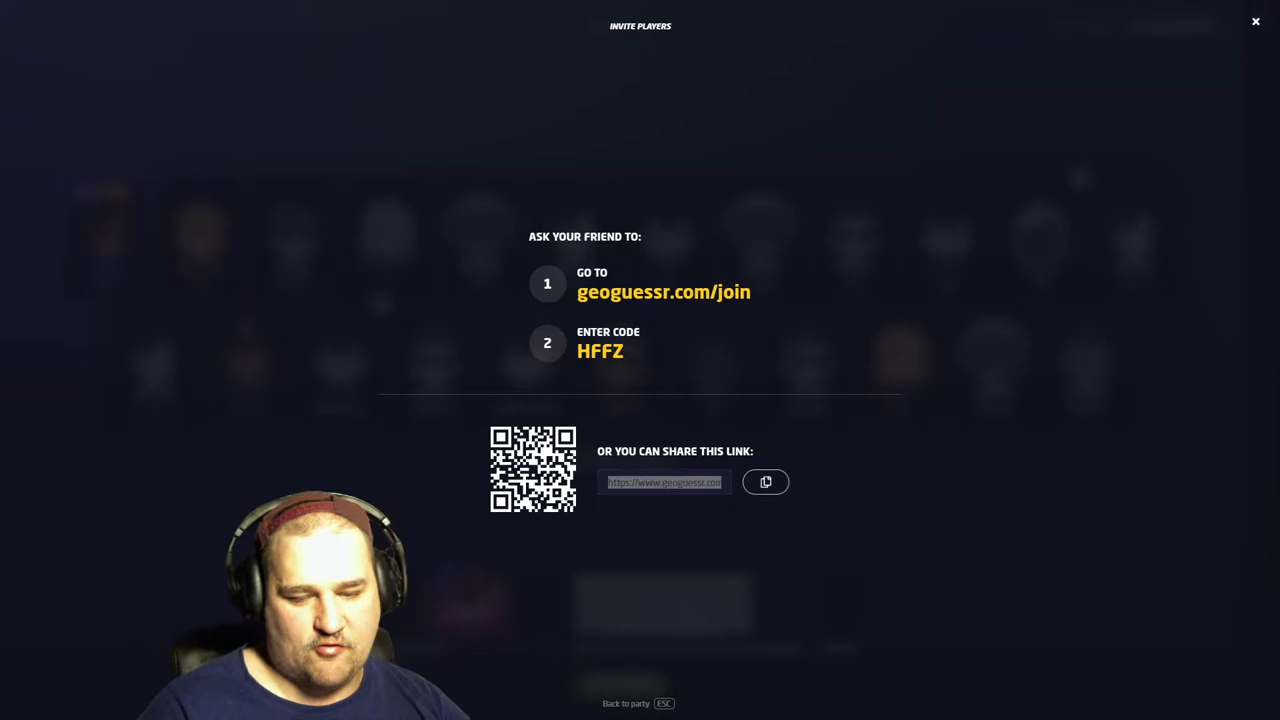 INVITE PLAYERS
×
ASK YOUR FRIEND TO:
1
GO TO
geoguessr.com/join
2
ENTER CODE
HFFZ
OR YOU CAN SHARE THIS LINK:
https://www.geoguessr.com
Back to party ESC